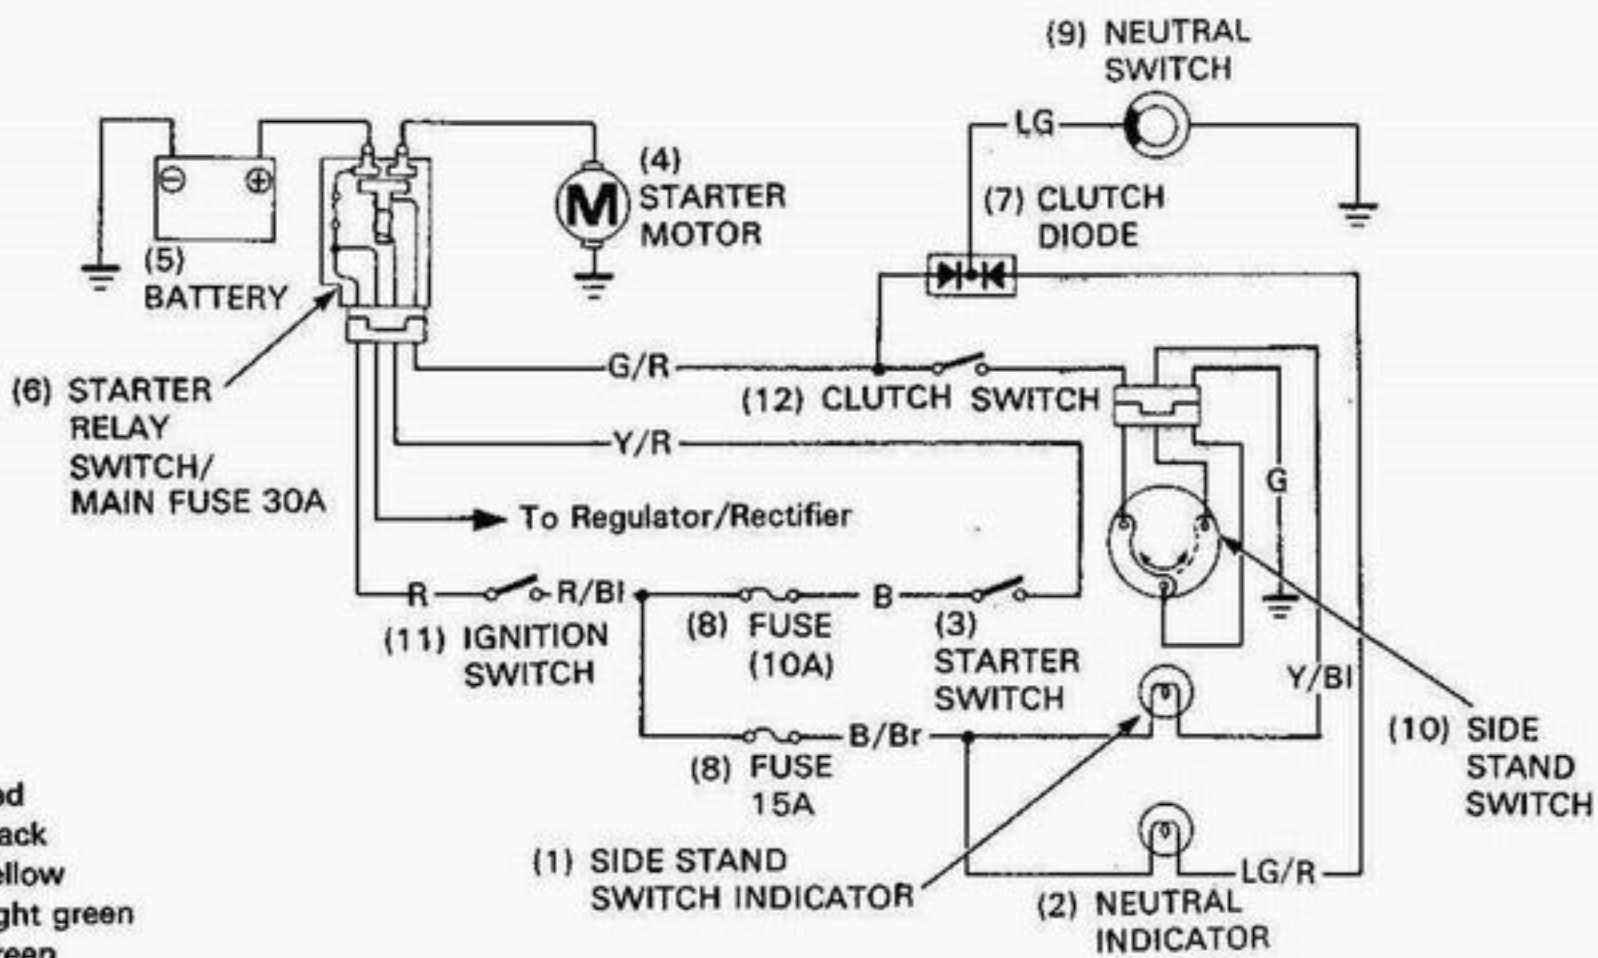 (9) NEUTRAL
SWITCH
LG
(4)
STARTER
MOTOR
M
(7) CLUTCH
DIODE
(5)
BATTERY
(6) STARTER
RELAY
SWITCH/
MAIN FUSE 30A
G/R
(12) CLUTCH SWITCH
Y/R
G
To Regulator/Rectifier
R
R/Bl
B
(11) IGNITION
SWITCH
(8) FUSE
(10A)
(3)
STARTER
SWITCH
Y/Bl
(10) SIDE
STAND
SWITCH
B/Br
(8) FUSE
15A
(1) SIDE STAND
SWITCH INDICATOR
LG/R
(2) NEUTRAL
INDICATOR
ght green